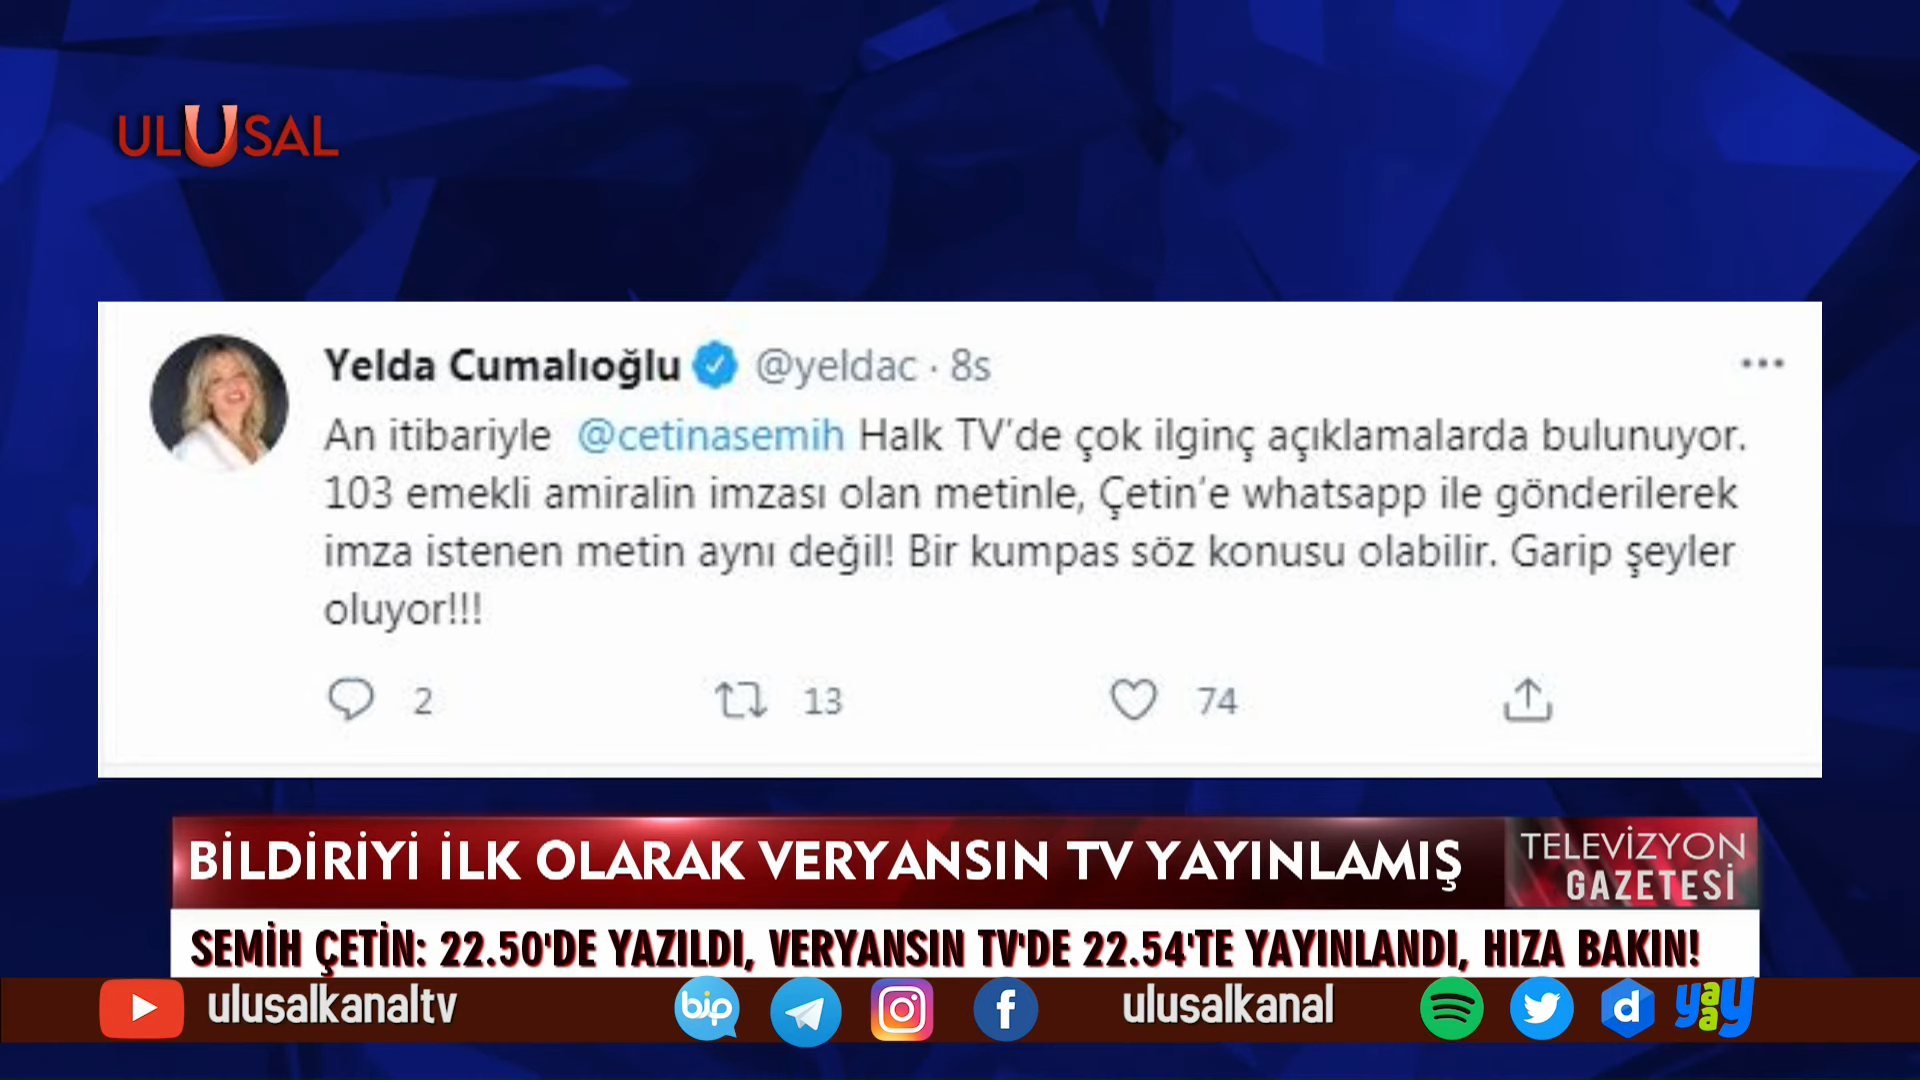 ULUSAL
Yelda Cumalıoğlu @yeldac · 8s
An itibariyle @cetinasemih Halk TV'de çok ilginç açıklamalarda bulunuyor.
103 emekli amiralin imzası olan metinle, Çetin'e whatsapp ile gönderilerek
imza istenen metin aynı değil! Bir kumpas söz konusu olabilir. Garip şeyler
oluyor!!!
2 13 74
BİLDİRİYİ İLK OLARAK VERYANSIN TV YAYINLAMIŞ
TELEVİZYON
GAZETESİ
SEMİH ÇETİN: 22.50'DE YAZILDI, VERYANSIN TV'DE 22.54'TE YAYINLANDI, HIZA BAKIN!
ulusalkanaltv bip f ulusalkanal d yaay